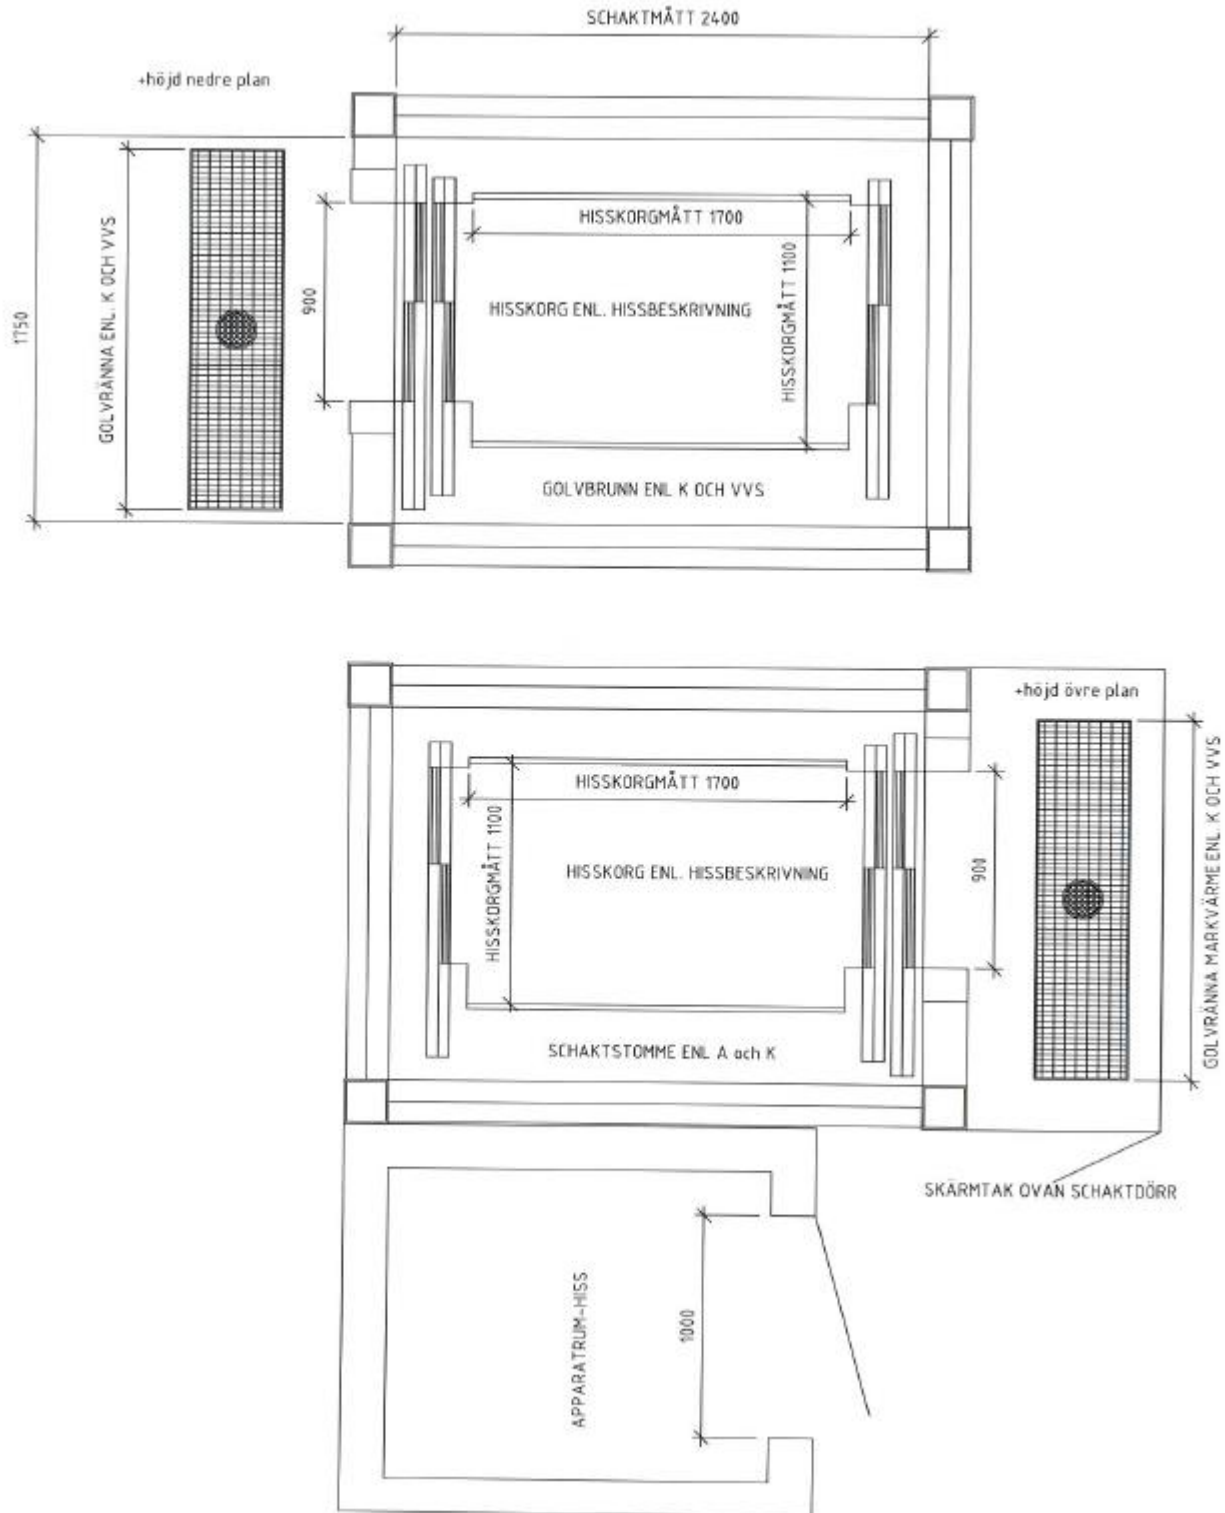 SCHAKTMÅTT 2400
+höjd nedre plan
1750
GOLVRÄNNA ENL. K OCH VVS
900
HISSKORGMÅTT 1700
HISSKORGMÅTT 1100
HISSKORG ENL. HISSBESKRIVNING
GOLVBRUNN ENL K OCH VVS
+höjd övre plan
HISSKORGMÅTT 1700
HISSKORGMÅTT 1100
HISSKORG ENL. HISSBESKRIVNING
900
GOLVRÄNNA MARKVÄRME ENL. K OCH VVS
SCHAKTSTOMME ENL A och K
SKÄRMTAK OVAN SCHAKTDÖRR
APPARATRUM-HISS
1000